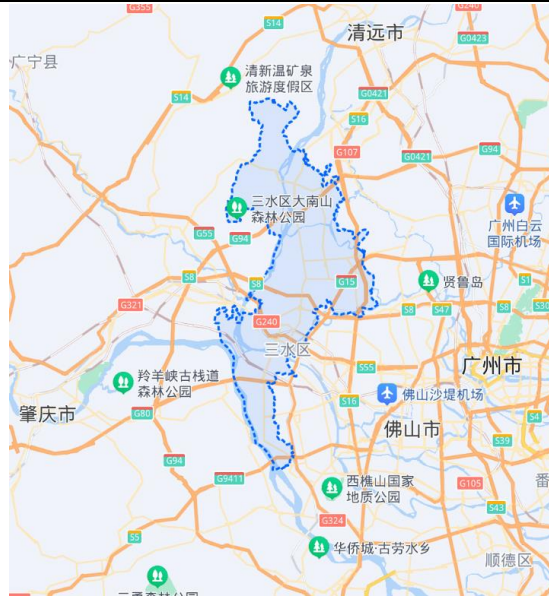 G355
G240
S14
清远市
G0423
广宁县
清新温矿泉
旅游度假区
S14
G0421
S16
G107
G94
G0421
三水区大南山
森林公园
广州白云
国际机场
G55
G94
S8
S8
G15
贤鲁岛
S1
G321
G240
S8
S47
S8
S30
三水区
广州市
S55
羚羊峡古栈道
森林公园
佛山沙堤机场
S16
肇庆市
G80
佛山市
S4
S39
G94
G9411
西樵山国家
地质公园
G105
番
G324
S43
S5
华侨城·古劳水乡
顺德区